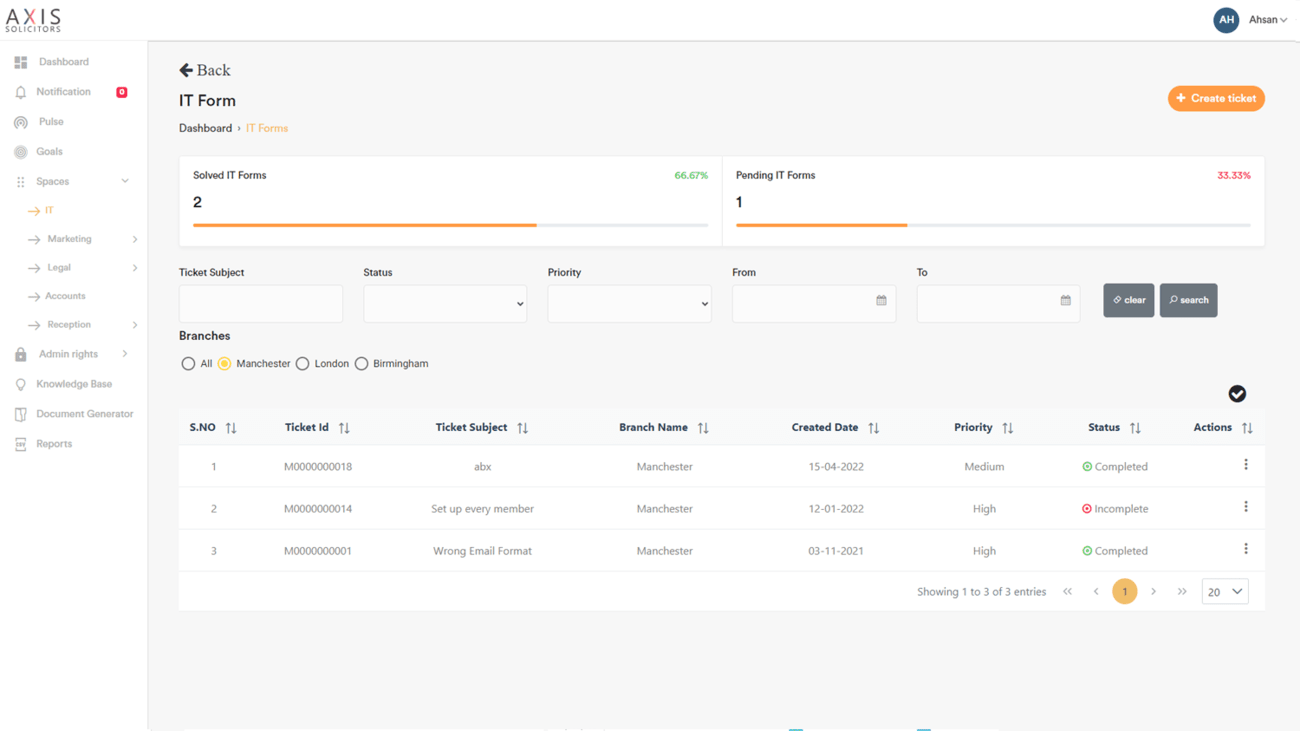 AXIS
SOLICITORS
AH Ahsan
Dashboard
Notification 0
Pulse
Goals
Spaces
IT
Marketing
Legal
Accounts
Reception
Admin rights
Knowledge Base
Document Generator
Reports
Back
IT Form
+ Create ticket
Dashboard › IT Forms
Solved IT Forms 66.67%
2
Pending IT Forms 33.33%
1
Ticket Subject Status Priority From To
clear search
Branches
All Manchester London Birmingham
S.NO Ticket Id Ticket Subject Branch Name Created Date Priority Status Actions
1 M0000000018 abx Manchester 15-04-2022 Medium Completed
2 M0000000014 Set up every member Manchester 12-01-2022 High Incomplete
3 M0000000001 Wrong Email Format Manchester 03-11-2021 High Completed
Showing 1 to 3 of 3 entries « ‹ 1 › » 20